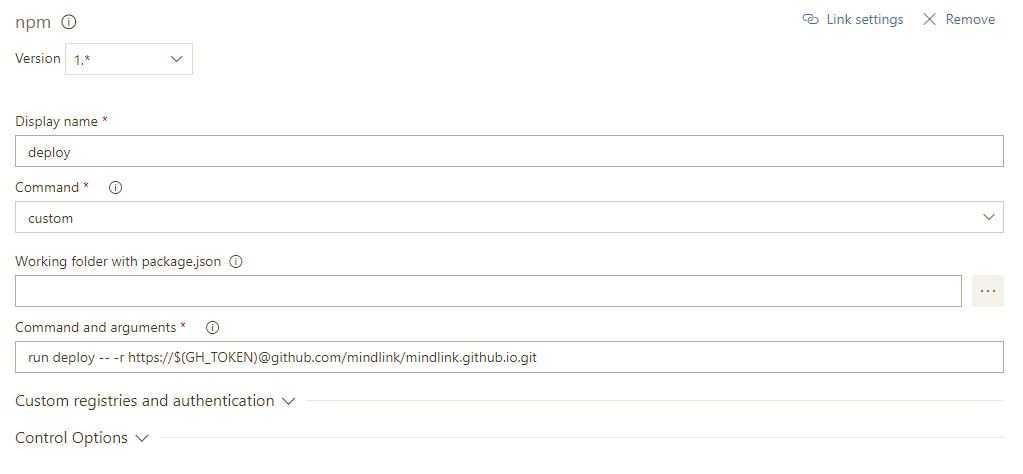 npm
Link settings
Remove
Version 1.*
Display name *
deploy
Command *
custom
Working folder with package.json
...
Command and arguments *
run deploy -- -r https://$(GH_TOKEN)@github.com/mindlink/mindlink.github.io.git
Custom registries and authentication
Control Options